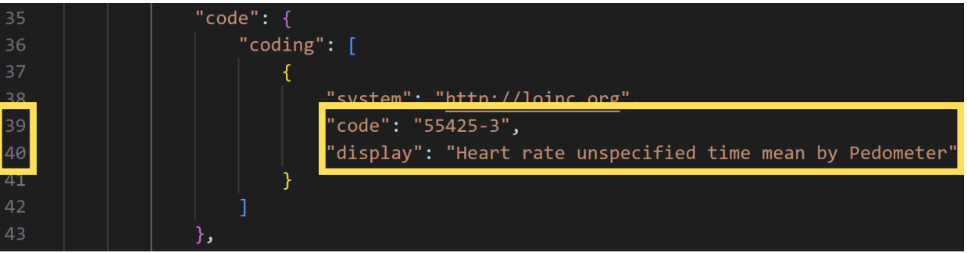 35 "code": {
36 "coding": [
37 {
38 "system": "http://loinc.org"
39 "code": "55425-3",
40 "display": "Heart rate unspecified time mean by Pedometer"
41 }
42 ]
43 },